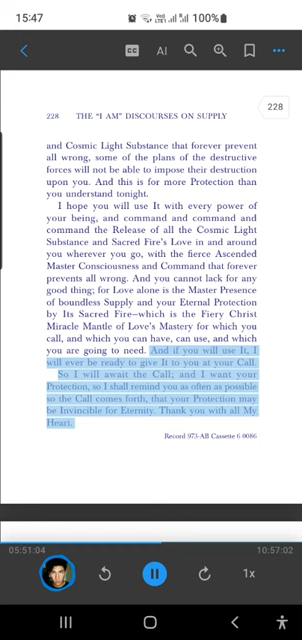 15:47
Vo)
LTE1
100%
CC
AI
228
228 THE “I AM” DISCOURSES ON SUPPLY
and Cosmic Light Substance that forever prevent
all wrong, some of the plans of the destructive
forces will not be able to impose their destruction
upon you. And this is for more Protection than
you understand tonight.
I hope you will use It with every power of
your being, and command and command and
command the Release of all the Cosmic Light
Substance and Sacred Fire’s Love in and around
you wherever you go, with the fierce Ascended
Master Consciousness and Command that forever
prevents all wrong. And you cannot lack for any
good thing; for Love alone is the Master Presence
of boundless Supply and your Eternal Protection
by Its Sacred Fire—which is the Fiery Christ
Miracle Mantle of Love’s Mastery for which you
call, and which you can have, can use, and which
you are going to need. And if you will use It, I
will ever be ready to give It to you at your Call.
So I will await the Call; and I want your
Protection, so I shall remind you as often as possible
so the Call comes forth, that your Protection may
be Invincible for Eternity. Thank you with all My
Heart.
Record 973-AB Cassette 6 0086
05:51:04
10:57:02
1x